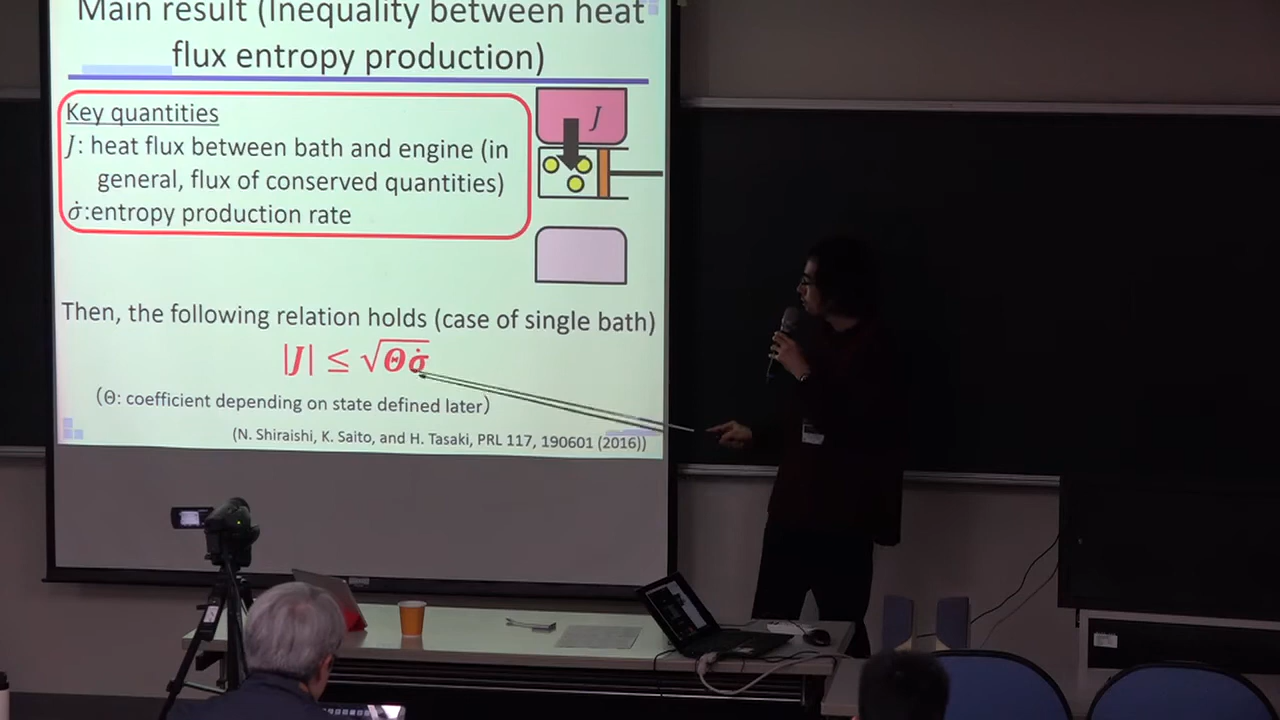 Main result (Inequality between heat
flux entropy production)
Key quantities
J: heat flux between bath and engine (in
general, flux of conserved quantities)
σ̇:entropy production rate
J
Then, the following relation holds (case of single bath)
|J| ≤ √Θσ̇
(Θ: coefficient depending on state defined later)
(N. Shiraishi, K. Saito, and H. Tasaki, PRL 117, 190601 (2016))